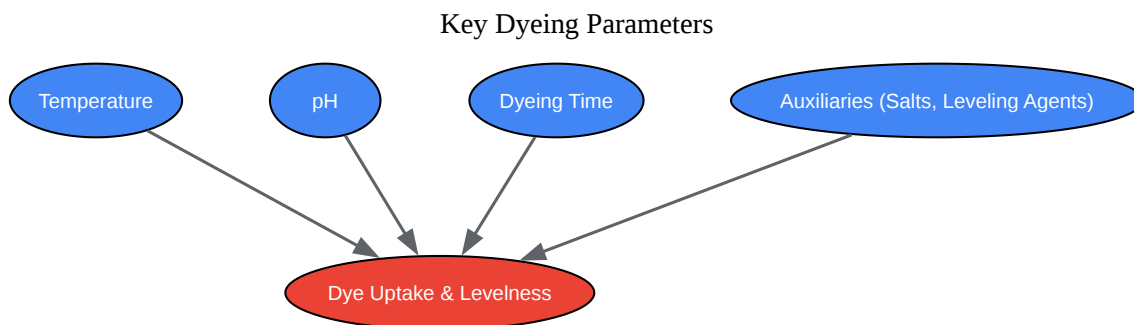 Key Dyeing Parameters
Temperature
pH
Dyeing Time
Auxiliaries (Salts, Leveling Agents)
Dye Uptake & Levelness